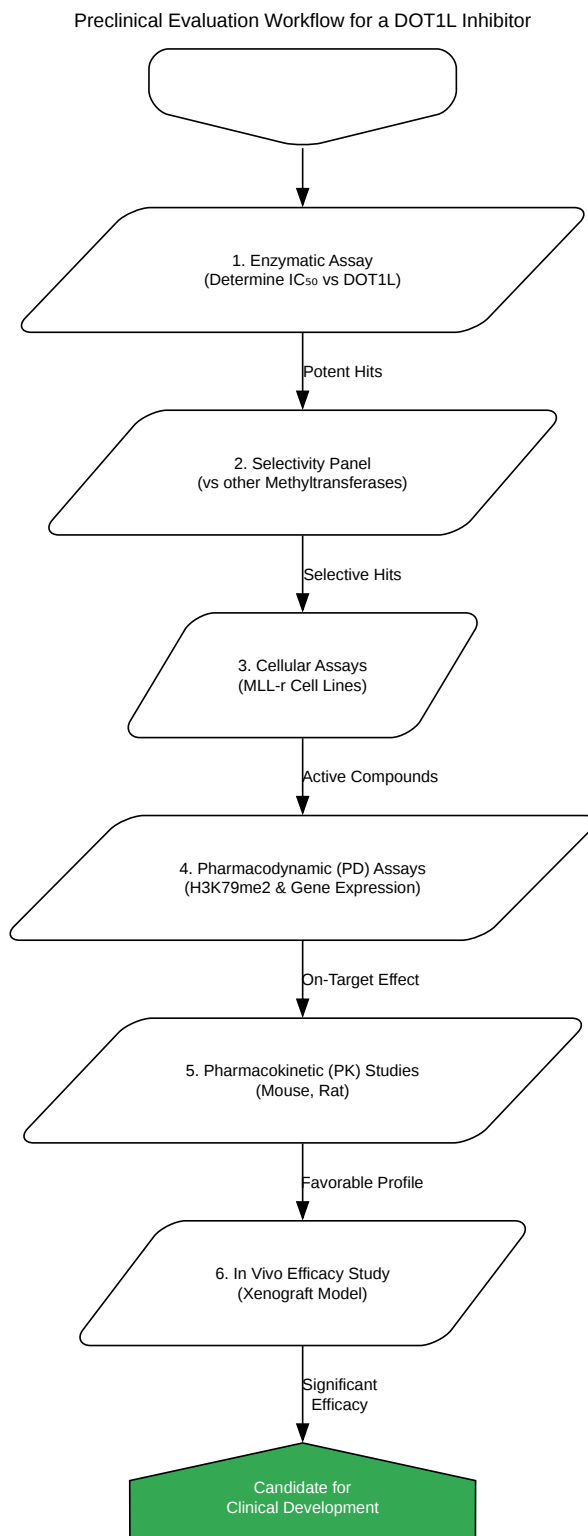 Preclinical Evaluation Workflow for a DOT1L Inhibitor
1. Enzymatic Assay
(Determine IC₅₀ vs DOT1L)
Potent Hits
2. Selectivity Panel
(vs other Methyltransferases)
Selective Hits
3. Cellular Assays
(MLL-r Cell Lines)
Active Compounds
4. Pharmacodynamic (PD) Assays
(H3K79me2 & Gene Expression)
On-Target Effect
5. Pharmacokinetic (PK) Studies
(Mouse, Rat)
Favorable Profile
6. In Vivo Efficacy Study
(Xenograft Model)
Significant
Efficacy
Candidate for
Clinical Development